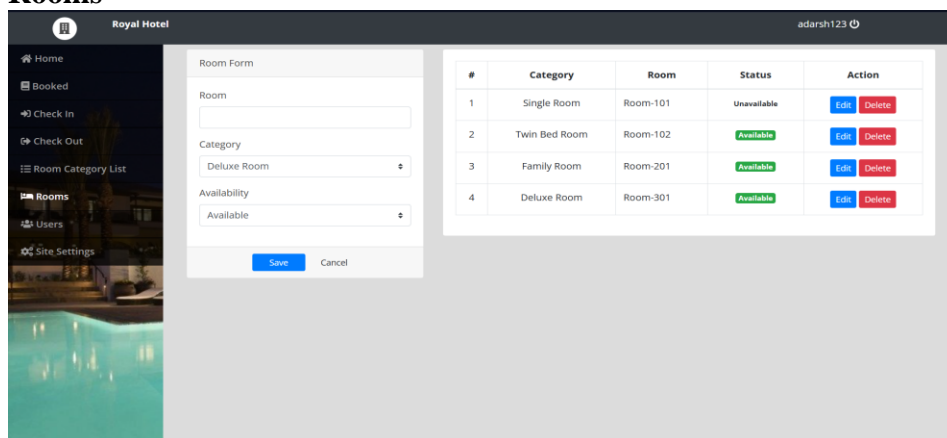 Rooms
Royal Hotel
adarsh123
Home
Booked
Check In
Check Out
Room Category List
Rooms
Users
Site Settings
Room Form
Room
Category
Deluxe Room
Availability
Available
Save Cancel
# Category Room Status Action
1 Single Room Room-101 Unavailable Edit Delete
2 Twin Bed Room Room-102 Available Edit Delete
3 Family Room Room-201 Available Edit Delete
4 Deluxe Room Room-301 Available Edit Delete